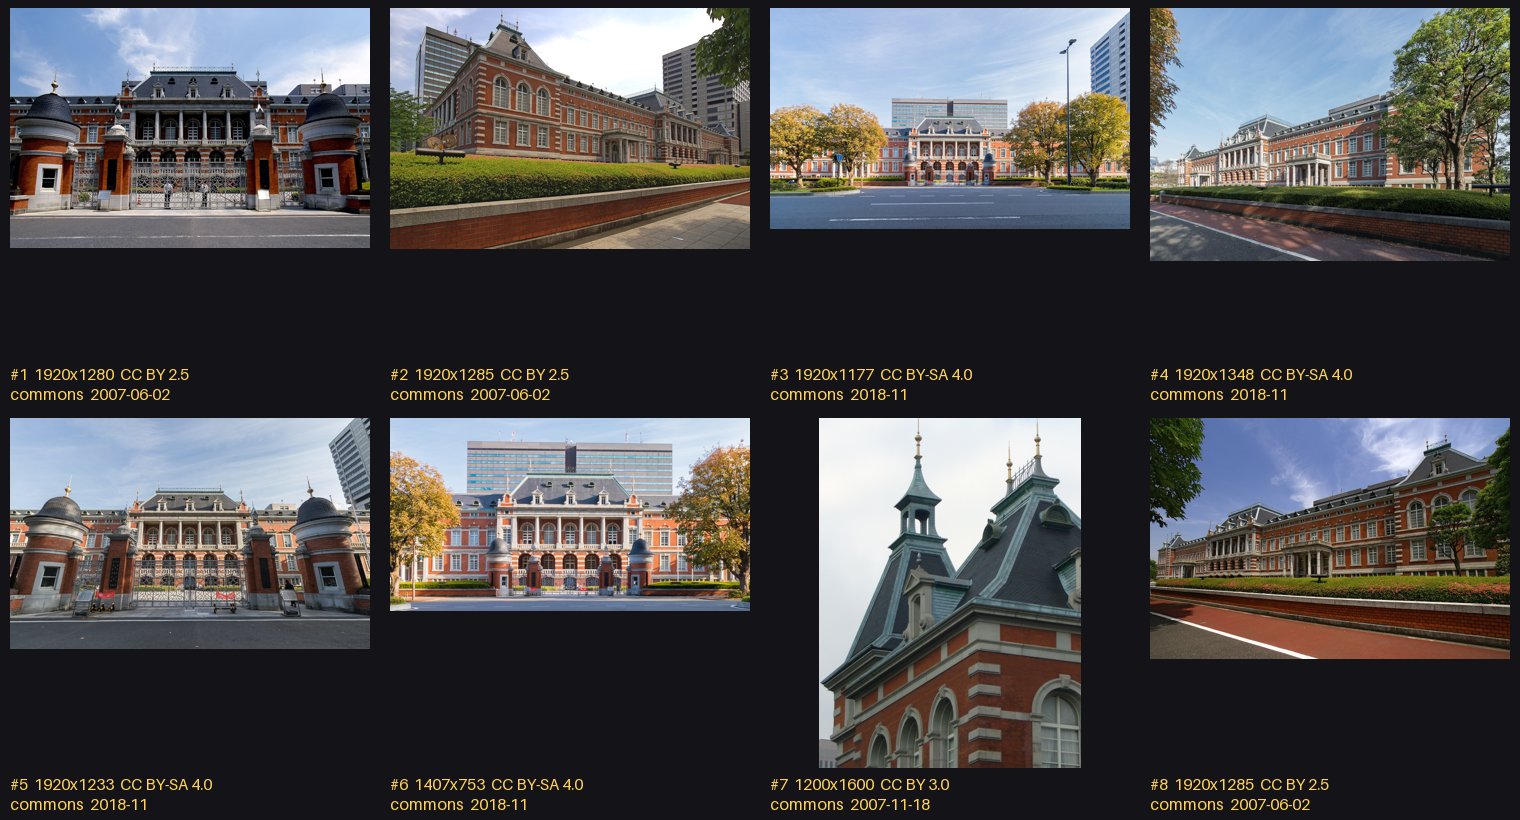 #1 1920x1280 CC BY 2.5
commons 2007-06-02
#2 1920x1285 CC BY 2.5
commons 2007-06-02
#3 1920x1177 CC BY-SA 4.0
commons 2018-11
#4 1920x1348 CC BY-SA 4.0
commons 2018-11
#5 1920x1233 CC BY-SA 4.0
commons 2018-11
#6 1407x753 CC BY-SA 4.0
commons 2018-11
#7 1200x1600 CC BY 3.0
commons 2007-11-18
#8 1920x1285 CC BY 2.5
commons 2007-06-02